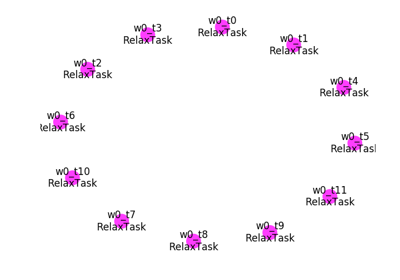 w0_t0
RelaxTask
w0_t3
RelaxTask
w0_t1
RelaxTask
w0_t2
RelaxTask
w0_t4
RelaxTask
w0_t6
RelaxTask
w0_t5
RelaxTask
w0_t10
RelaxTask
w0_t11
RelaxTask
w0_t7
RelaxTask
w0_t9
RelaxTask
w0_t8
RelaxTask